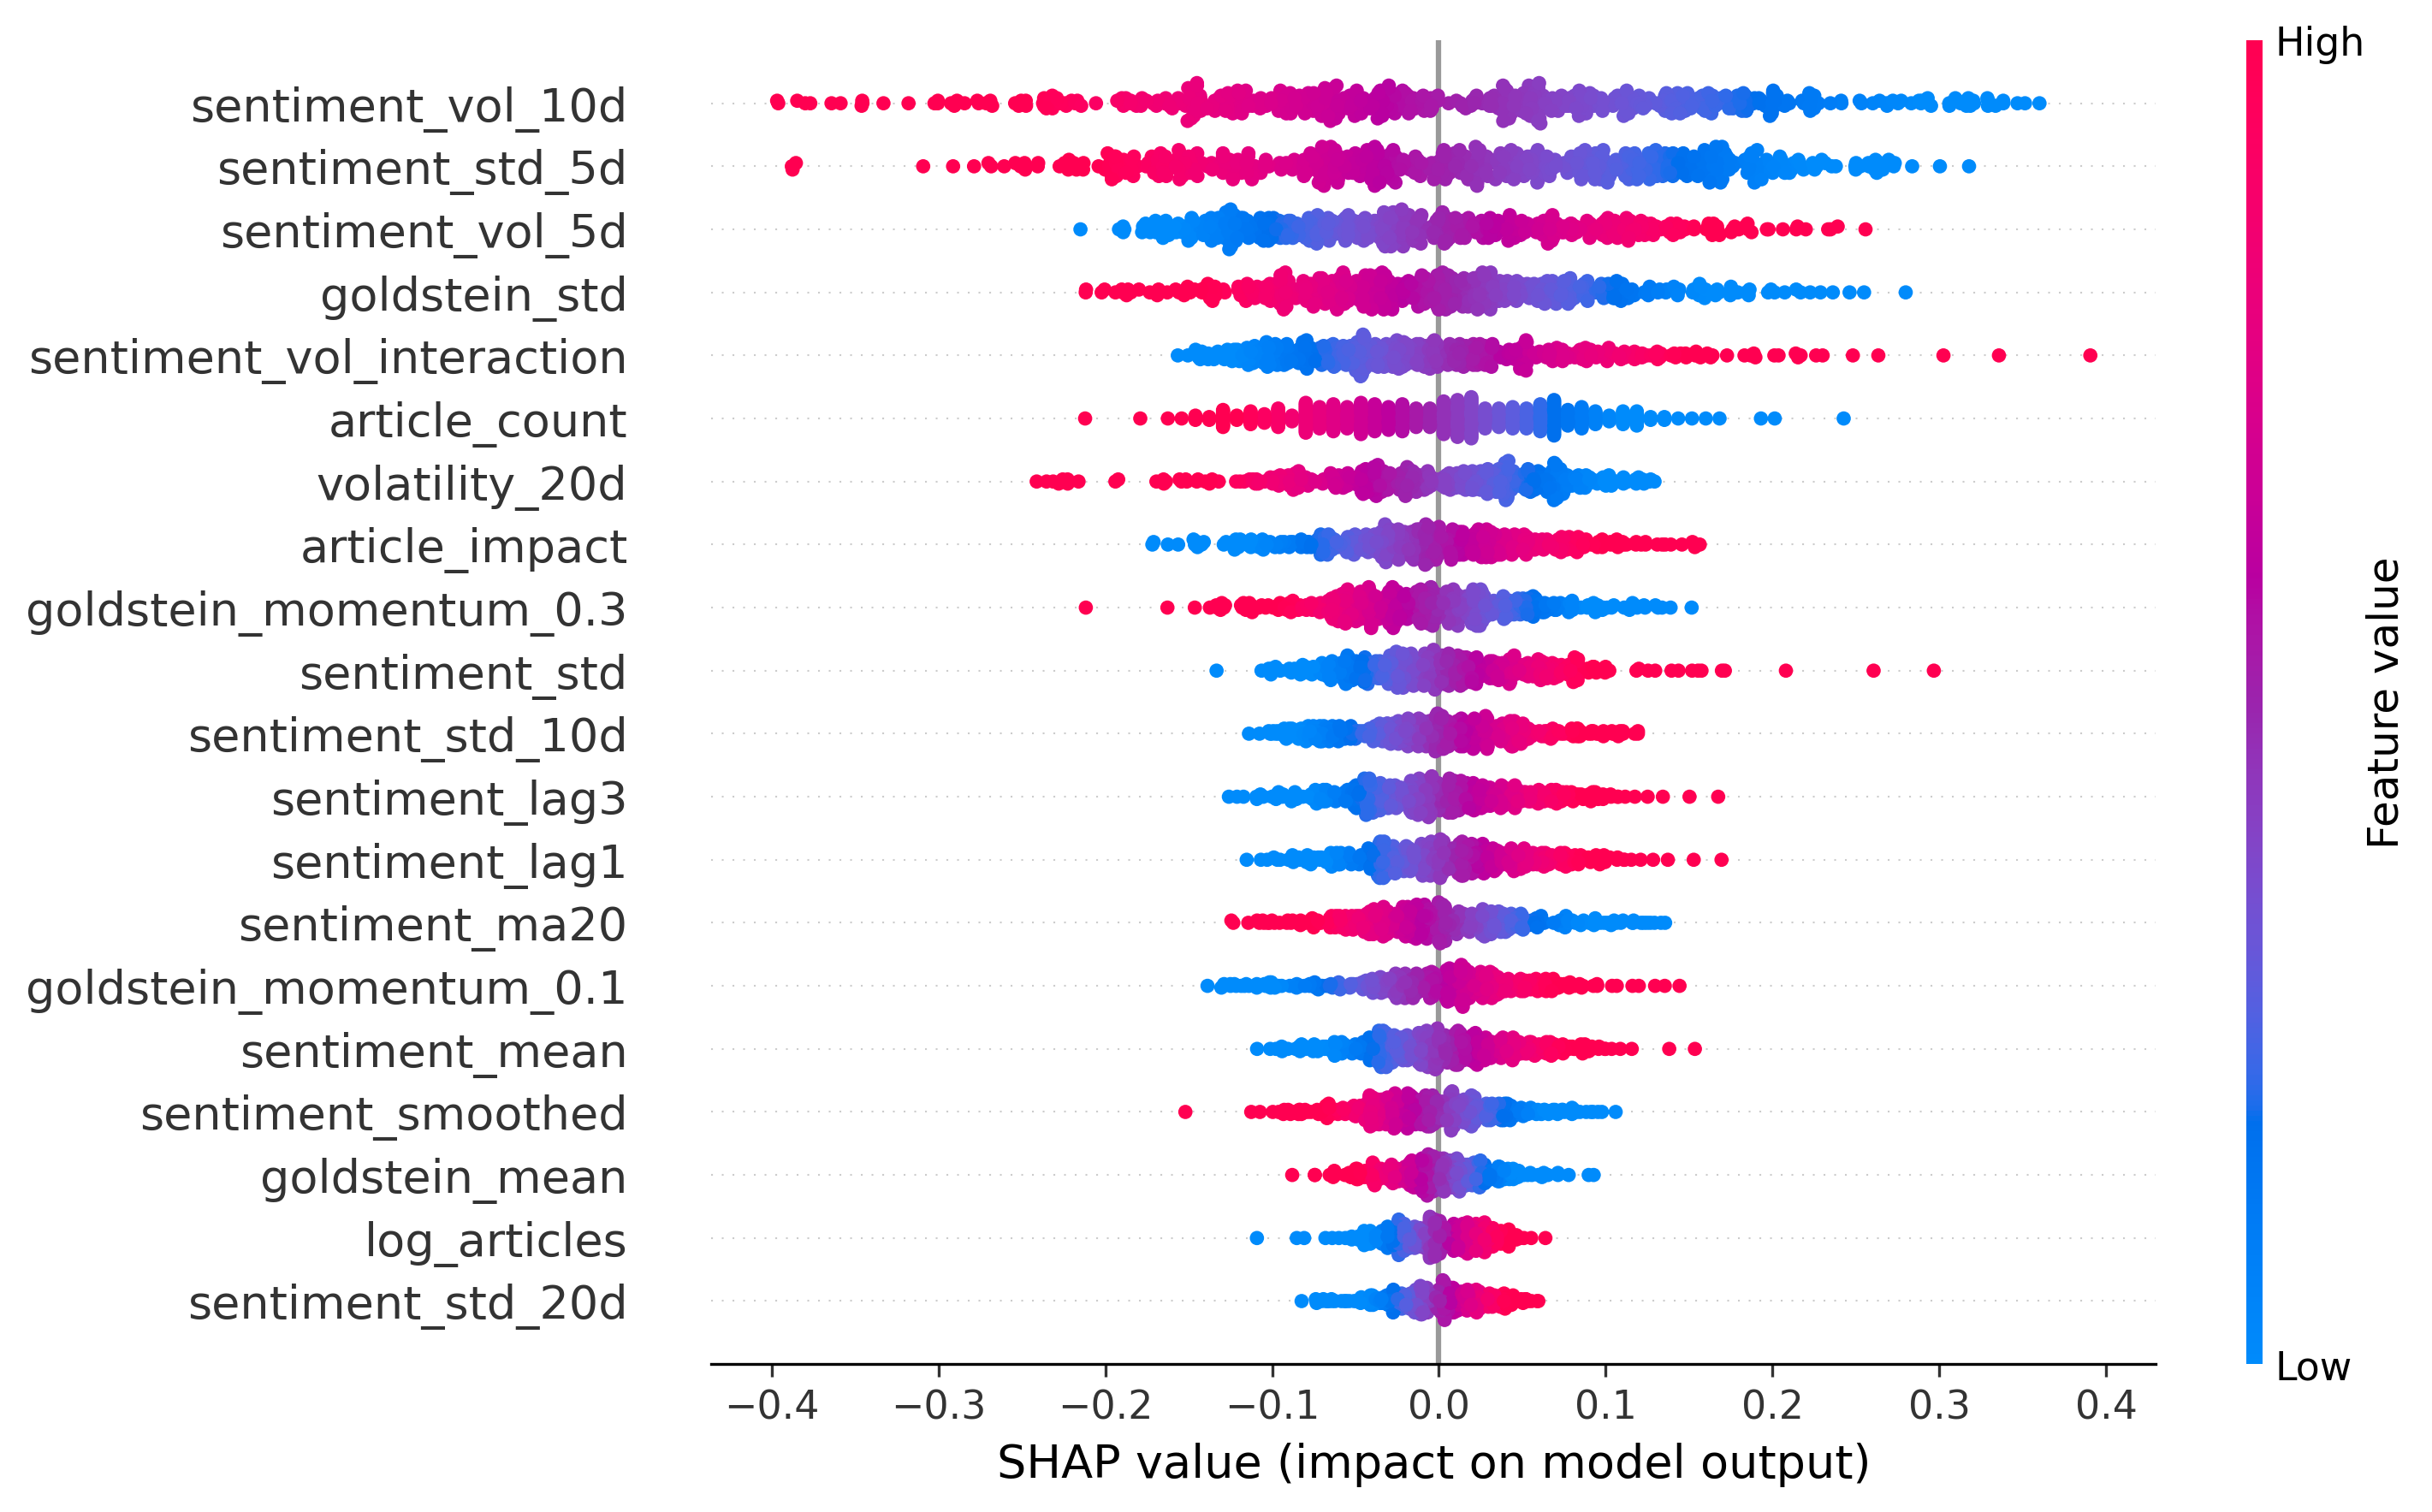 High
sentiment_vol_10d
sentiment_std_5d
sentiment_vol_5d
goldstein_std
sentiment_vol_interaction
article_count
volatility_20d
article_impact
goldstein_momentum_0.3
sentiment_std
sentiment_std_10d
sentiment_lag3
sentiment_lag1
sentiment_ma20
goldstein_momentum_0.1
sentiment_mean
sentiment_smoothed
goldstein_mean
log_articles
sentiment_std_20d
Feature value
Low
−0.4 −0.3 −0.2 −0.1 0.0 0.1 0.2 0.3 0.4
SHAP value (impact on model output)